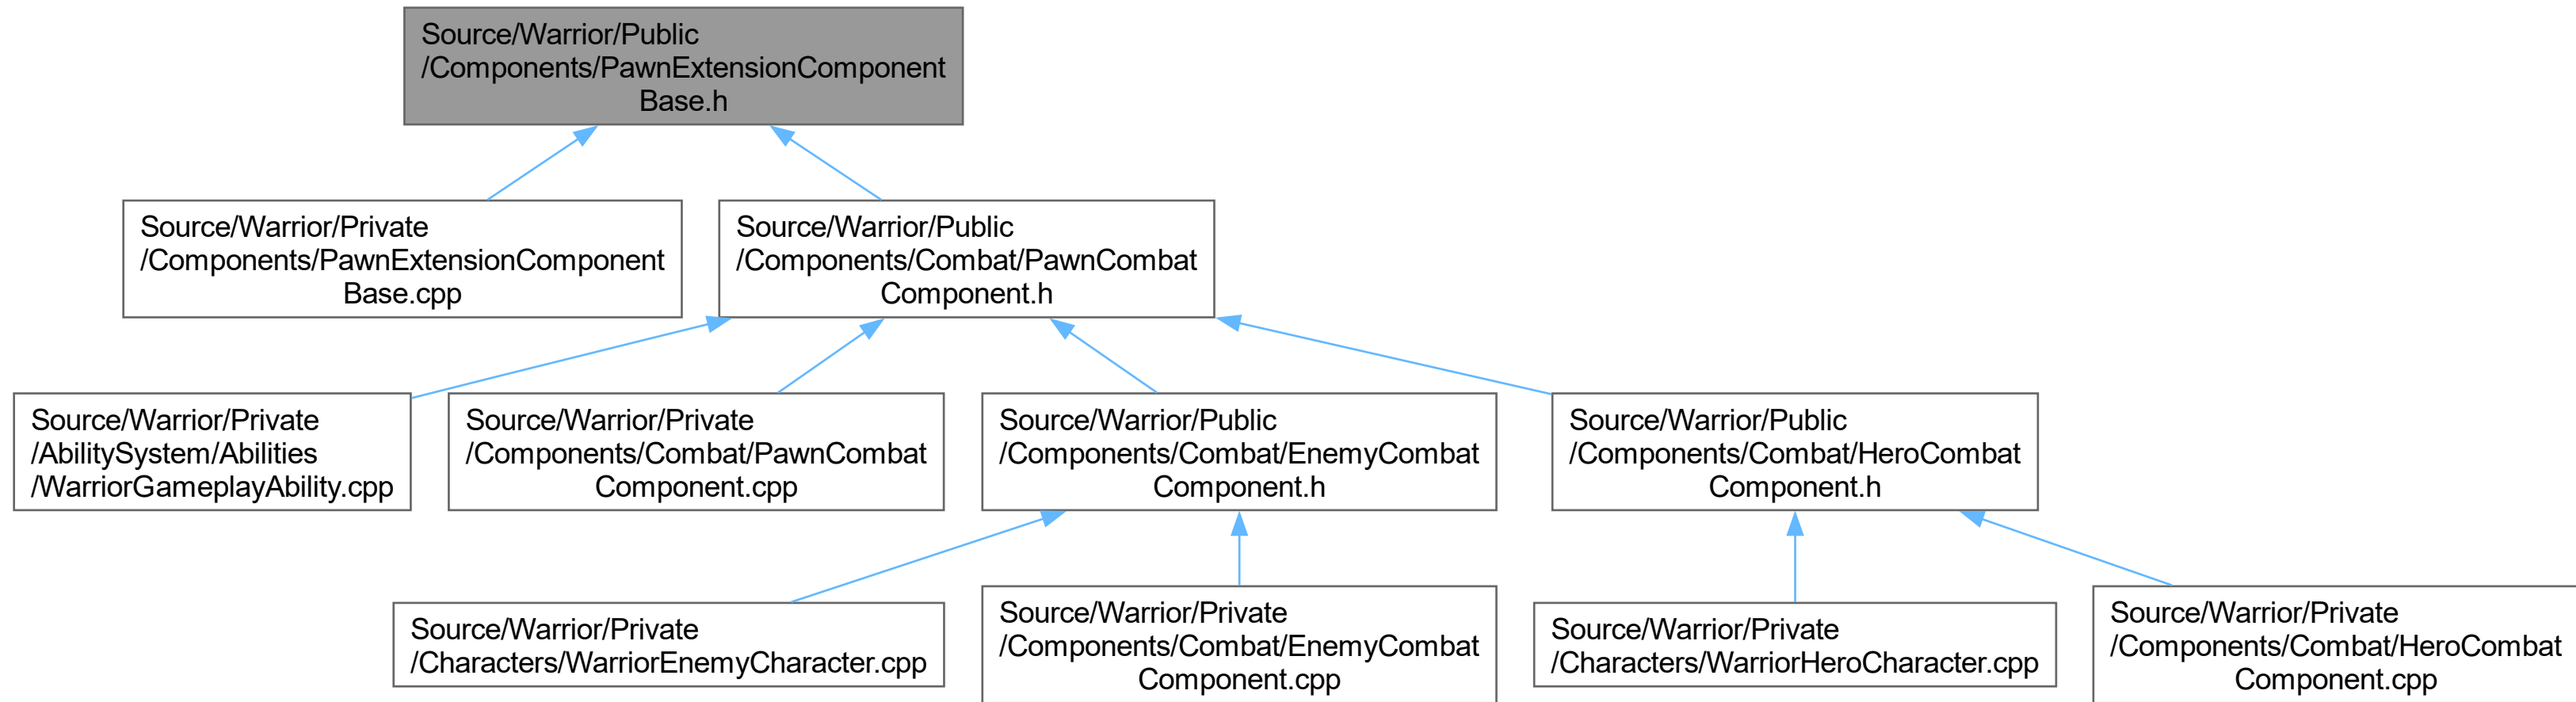 Source/Warrior/Public
/Components/PawnExtensionComponent
Base.h
Source/Warrior/Private
/Components/PawnExtensionComponent
Base.cpp
Source/Warrior/Public
/Components/Combat/PawnCombat
Component.h
Source/Warrior/Private
/AbilitySystem/Abilities
/WarriorGameplayAbility.cpp
Source/Warrior/Private
/Components/Combat/PawnCombat
Component.cpp
Source/Warrior/Public
/Components/Combat/EnemyCombat
Component.h
Source/Warrior/Public
/Components/Combat/HeroCombat
Component.h
Source/Warrior/Private
/Characters/WarriorEnemyCharacter.cpp
Source/Warrior/Private
/Components/Combat/EnemyCombat
Component.cpp
Source/Warrior/Private
/Characters/WarriorHeroCharacter.cpp
Source/Warrior/Private
/Components/Combat/HeroCombat
Component.cpp